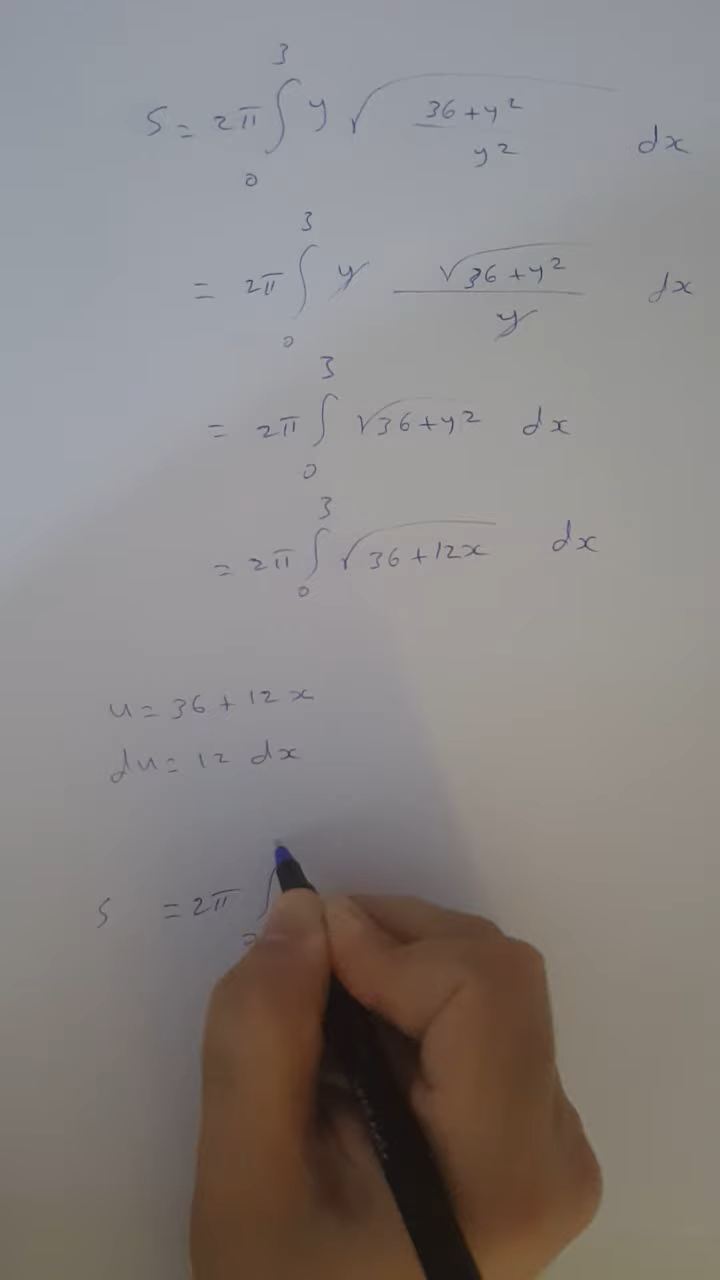 S = 2π ∫₀³ y √((36+y²)/y²) dx
= 2π ∫₀³ y (√(36+y²))/y dx
= 2π ∫₀³ √(36+y²) dx
= 2π ∫₀³ √(36+12x) dx
u = 36 + 12x
du = 12 dx
S = 2π ∫